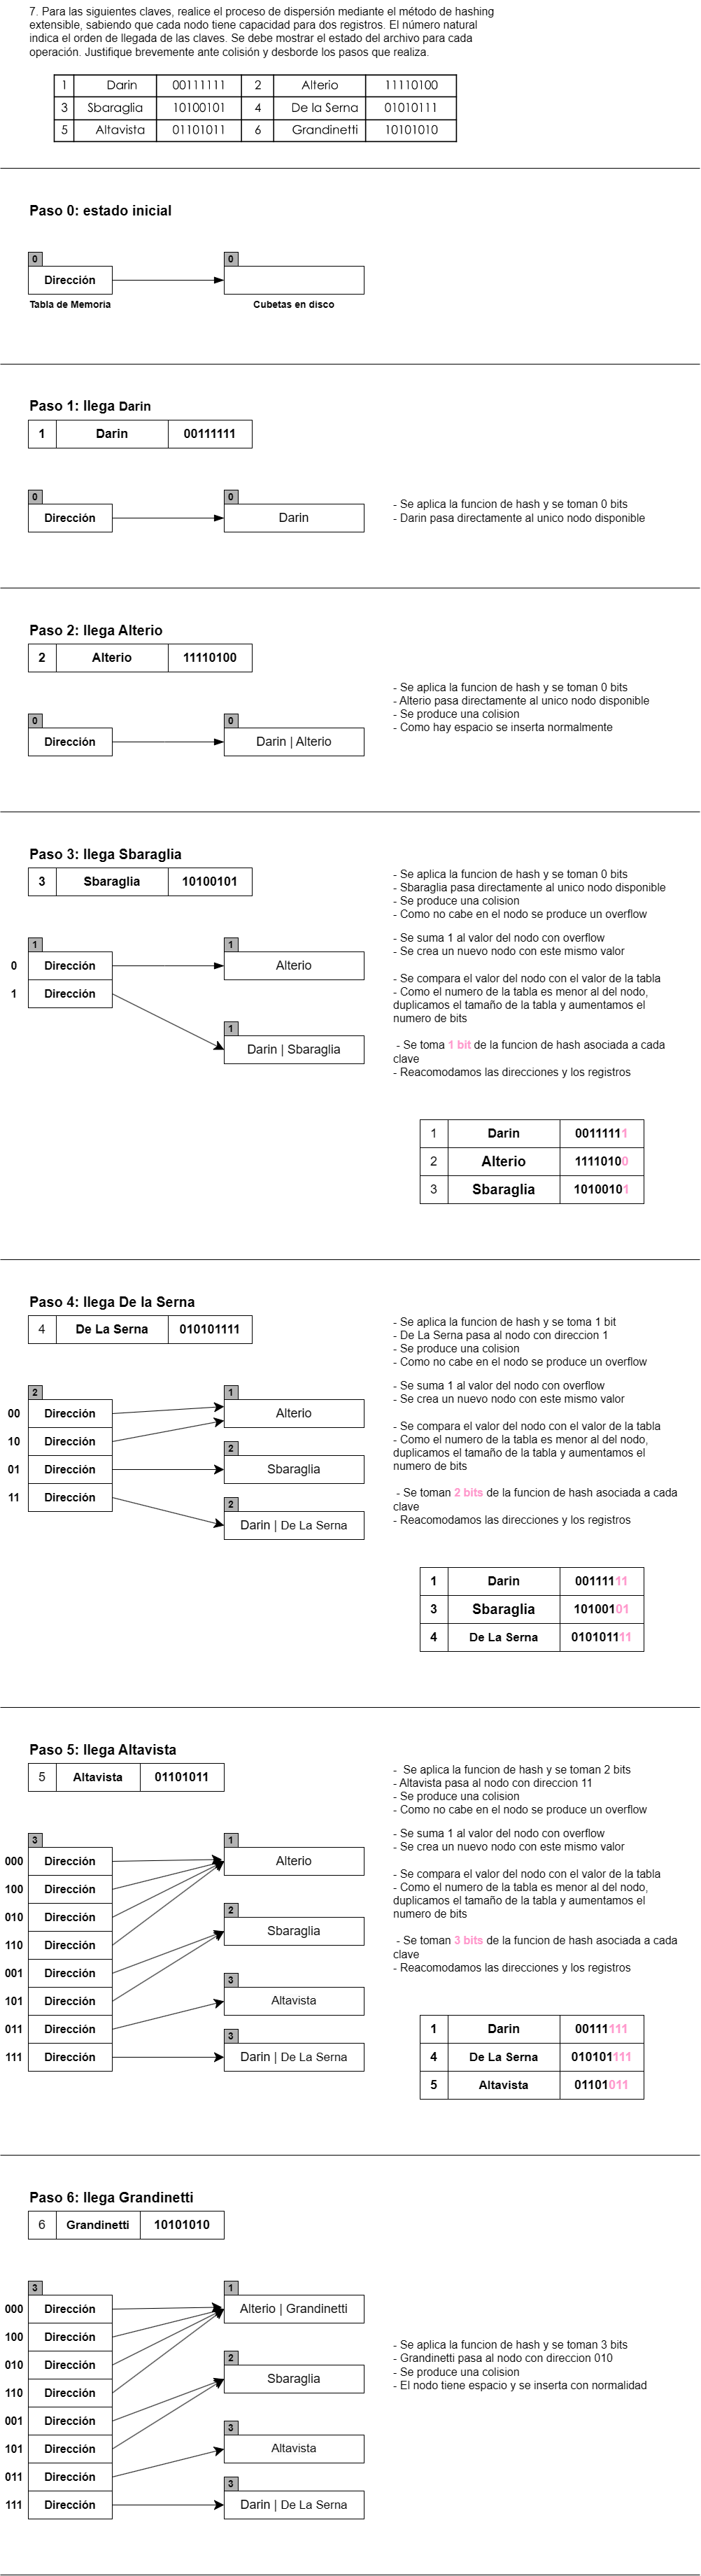 7. Para las siguientes claves, realice el proceso de dispersión mediante el método de hashing
extensible, sabiendo que cada nodo tiene capacidad para dos registros. El número natural
indica el orden de llegada de las claves. Se debe mostrar el estado del archivo para cada
operación. Justifique brevemente ante colisión y desborde los pasos que realiza.
1 Darin 00111111 2 Alterio 11110100
3 Sbaraglia 10100101 4 De la Serna 01010111
5 Altavista 01101011 6 Grandinetti 10101010
Paso 0: estado inicial
0 0
Dirección
Tabla de Memoria Cubetas en disco
Paso 1: llega Darin
1 Darin 00111111
0 0
Dirección Darin
- Se aplica la funcion de hash y se toman 0 bits
- Darin pasa directamente al unico nodo disponible
Paso 2: llega Alterio
2 Alterio 11110100
0 0
Dirección Darin | Alterio
- Se aplica la funcion de hash y se toman 0 bits
- Alterio pasa directamente al unico nodo disponible
- Se produce una colision
- Como hay espacio se inserta normalmente
Paso 3: llega Sbaraglia
3 Sbaraglia 10100101
1 1
0 Dirección Alterio
1 Dirección
1
Darin | Sbaraglia
- Se aplica la funcion de hash y se toman 0 bits
- Sbaraglia pasa directamente al unico nodo disponible
- Se produce una colision
- Como no cabe en el nodo se produce un overflow
- Se suma 1 al valor del nodo con overflow
- Se crea un nuevo nodo con este mismo valor
- Se compara el valor del nodo con el valor de la tabla
- Como el numero de la tabla es menor al del nodo,
duplicamos el tamaño de la tabla y aumentamos el
numero de bits
- Se toma 1 bit de la funcion de hash asociada a cada
clave
- Reacomodamos las direcciones y los registros
1 Darin 00111111
2 Alterio 11110100
3 Sbaraglia 10100101
Paso 4: llega De la Serna
4 De La Serna 010101111
2 1
00 Dirección Alterio
10 Dirección
2
01 Dirección Sbaraglia
11 Dirección
2
Darin | De La Serna
- Se aplica la funcion de hash y se toma 1 bit
- De La Serna pasa al nodo con direccion 1
- Se produce una colision
- Como no cabe en el nodo se produce un overflow
- Se suma 1 al valor del nodo con overflow
- Se crea un nuevo nodo con este mismo valor
- Se compara el valor del nodo con el valor de la tabla
- Como el numero de la tabla es menor al del nodo,
duplicamos el tamaño de la tabla y aumentamos el
numero de bits
- Se toman 2 bits de la funcion de hash asociada a cada
clave
- Reacomodamos las direcciones y los registros
1 Darin 00111111
3 Sbaraglia 10100101
4 De La Serna 010101111
Paso 5: llega Altavista
5 Altavista 01101011
3 1
000 Dirección Alterio
100 Dirección
2
010 Dirección
Sbaraglia
110 Dirección
001 Dirección
3
101 Dirección Altavista
011 Dirección
3
111 Dirección Darin | De La Serna
- Se aplica la funcion de hash y se toman 2 bits
- Altavista pasa al nodo con direccion 11
- Se produce una colision
- Como no cabe en el nodo se produce un overflow
- Se suma 1 al valor del nodo con overflow
- Se crea un nuevo nodo con este mismo valor
- Se compara el valor del nodo con el valor de la tabla
- Como el numero de la tabla es menor al del nodo,
duplicamos el tamaño de la tabla y aumentamos el
numero de bits
- Se toman 3 bits de la funcion de hash asociada a cada
clave
- Reacomodamos las direcciones y los registros
1 Darin 00111111
4 De La Serna 010101111
5 Altavista 01101011
Paso 6: llega Grandinetti
6 Grandinetti 10101010
3 1
000 Dirección Alterio | Grandinetti
100 Dirección
2
010 Dirección
Sbaraglia
110 Dirección
001 Dirección
3
101 Dirección Altavista
011 Dirección
3
111 Dirección Darin | De La Serna
- Se aplica la funcion de hash y se toman 3 bits
- Grandinetti pasa al nodo con direccion 010
- Se produce una colision
- El nodo tiene espacio y se inserta con normalidad